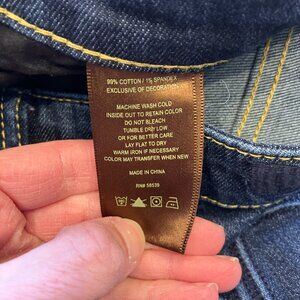 99% COTTON / 1% SPANDEX
EXCLUSIVE OF DECORATION
MACHINE WASH COLD
INSIDE OUT TO RETAIN COLOR
DO NOT BLEACH
TUMBLE DRY LOW
OR FOR BETTER CARE
LAY FLAT TO DRY
WARM IRON IF NECESSARY
COLOR MAY TRANSFER WHEN NEW
MADE IN CHINA
RN# 58539